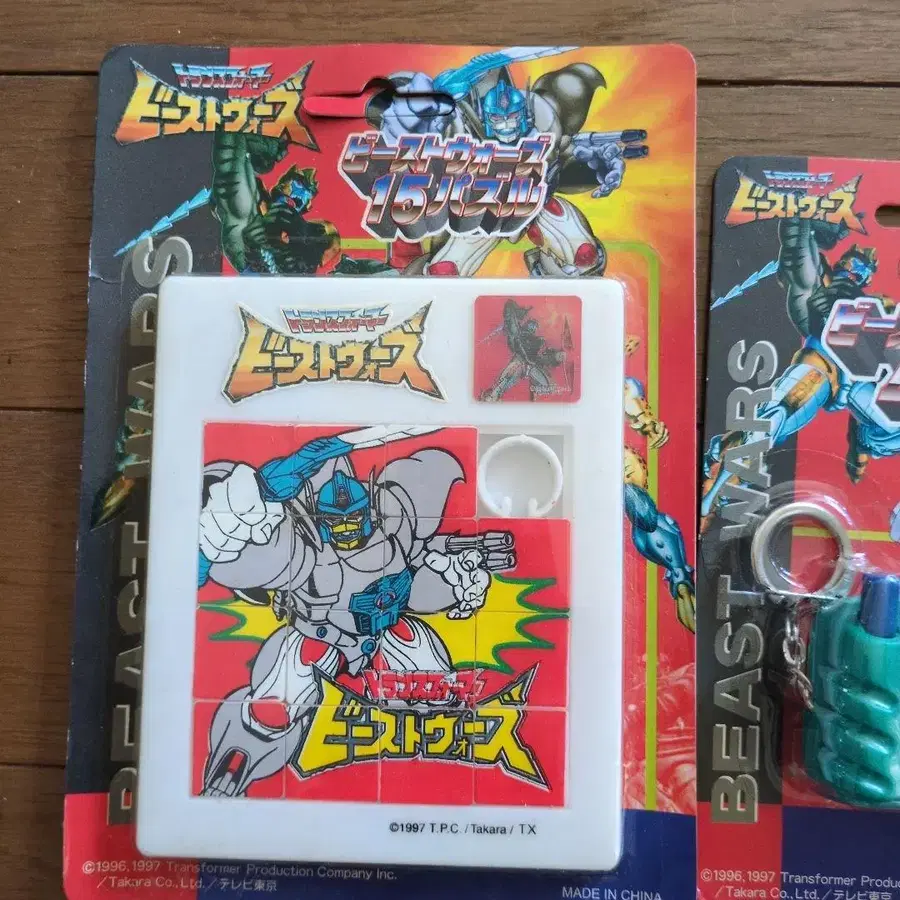 トランスフォーマー
ビーストウォーズ
ビーストウォーズ
15パズル
BEAST WARS
トランスフォーマー
ビーストウォーズ
トランスフォーマー
ビーストウォーズ
©1997 T.P.C. /Takara / TX
©1996,1997 Transformer Production Company Inc.
/Takara Co.,Ltd./テレビ東京
MADE IN CHINA
トランスフォーマー
ビーストウォーズ
BEAST WARS
©1996,1997 Transformer Produc
/Takara Co.,Ltd./テレビ東